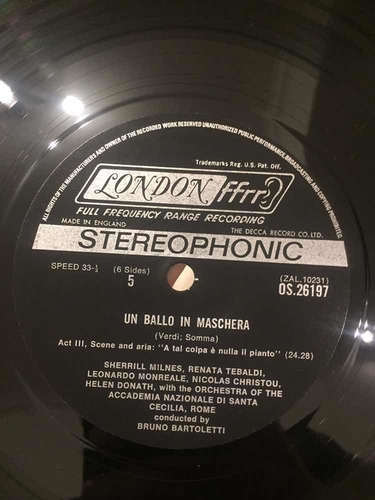 ALL RIGHTS OF THE MANUFACTURERS AND OWNER OF THE RECORDED WORK RESERVED UNAUTHORIZED PUBLIC PERFORMANCE, BROADCASTING AND COPYING PROHIBITED.
Trademarks Reg. U.S. Pat. Off.
LONDON ffrr
FULL FREQUENCY RANGE RECORDING
MADE IN ENGLAND THE DECCA RECORD CO. LTD.
STEREOPHONIC
SPEED 33-⅓ (6 Sides) (ZAL.10231)
5 OS.26197
UN BALLO IN MASCHERA
(Verdi; Somma)
Act III, Scene and aria: "A tal colpa è nulla il pianto" (24.28)
SHERRILL MILNES, RENATA TEBALDI,
LEONARDO MONREALE, NICOLAS CHRISTOU,
HELEN DONATH, with the ORCHESTRA OF THE
ACCADEMIA NAZIONALE DI SANTA
CECILIA, ROME
conducted by
BRUNO BARTOLETTI